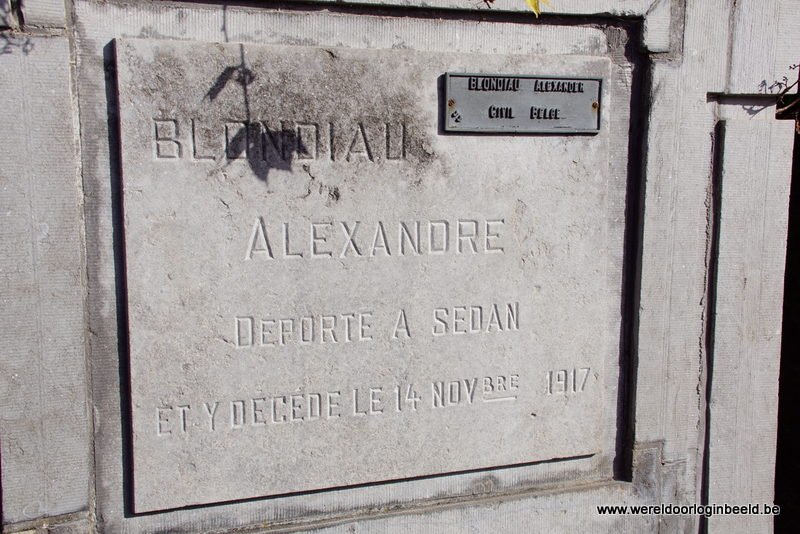 BLONDIAU ALEXANDER
CIVIL BELGE
BLONDIAU
ALEXANDRE
DEPORTE A SEDAN
ET Y DECEDE LE 14 NOVBRE 1917
www.wereldoorloginbeeld.be